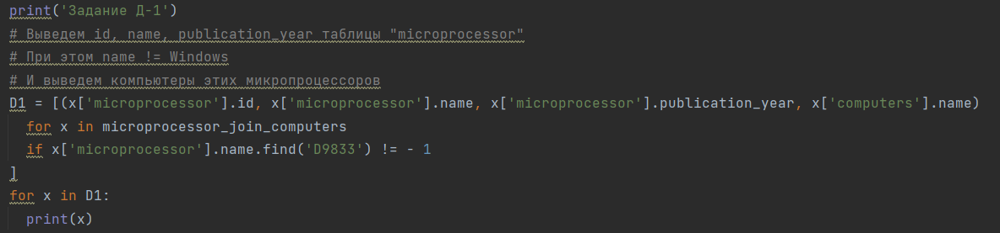 print('Задание Д-1')
# Выведем id, name, publication_year таблицы "microprocessor"
# При этом name != Windows
# И выведем компьютеры этих микропроцессоров
D1 = [(x['microprocessor'].id, x['microprocessor'].name, x['microprocessor'].publication_year, x['computers'].name)
  for x in microprocessor_join_computers
  if x['microprocessor'].name.find('D9833') != - 1
]
for x in D1:
  print(x)